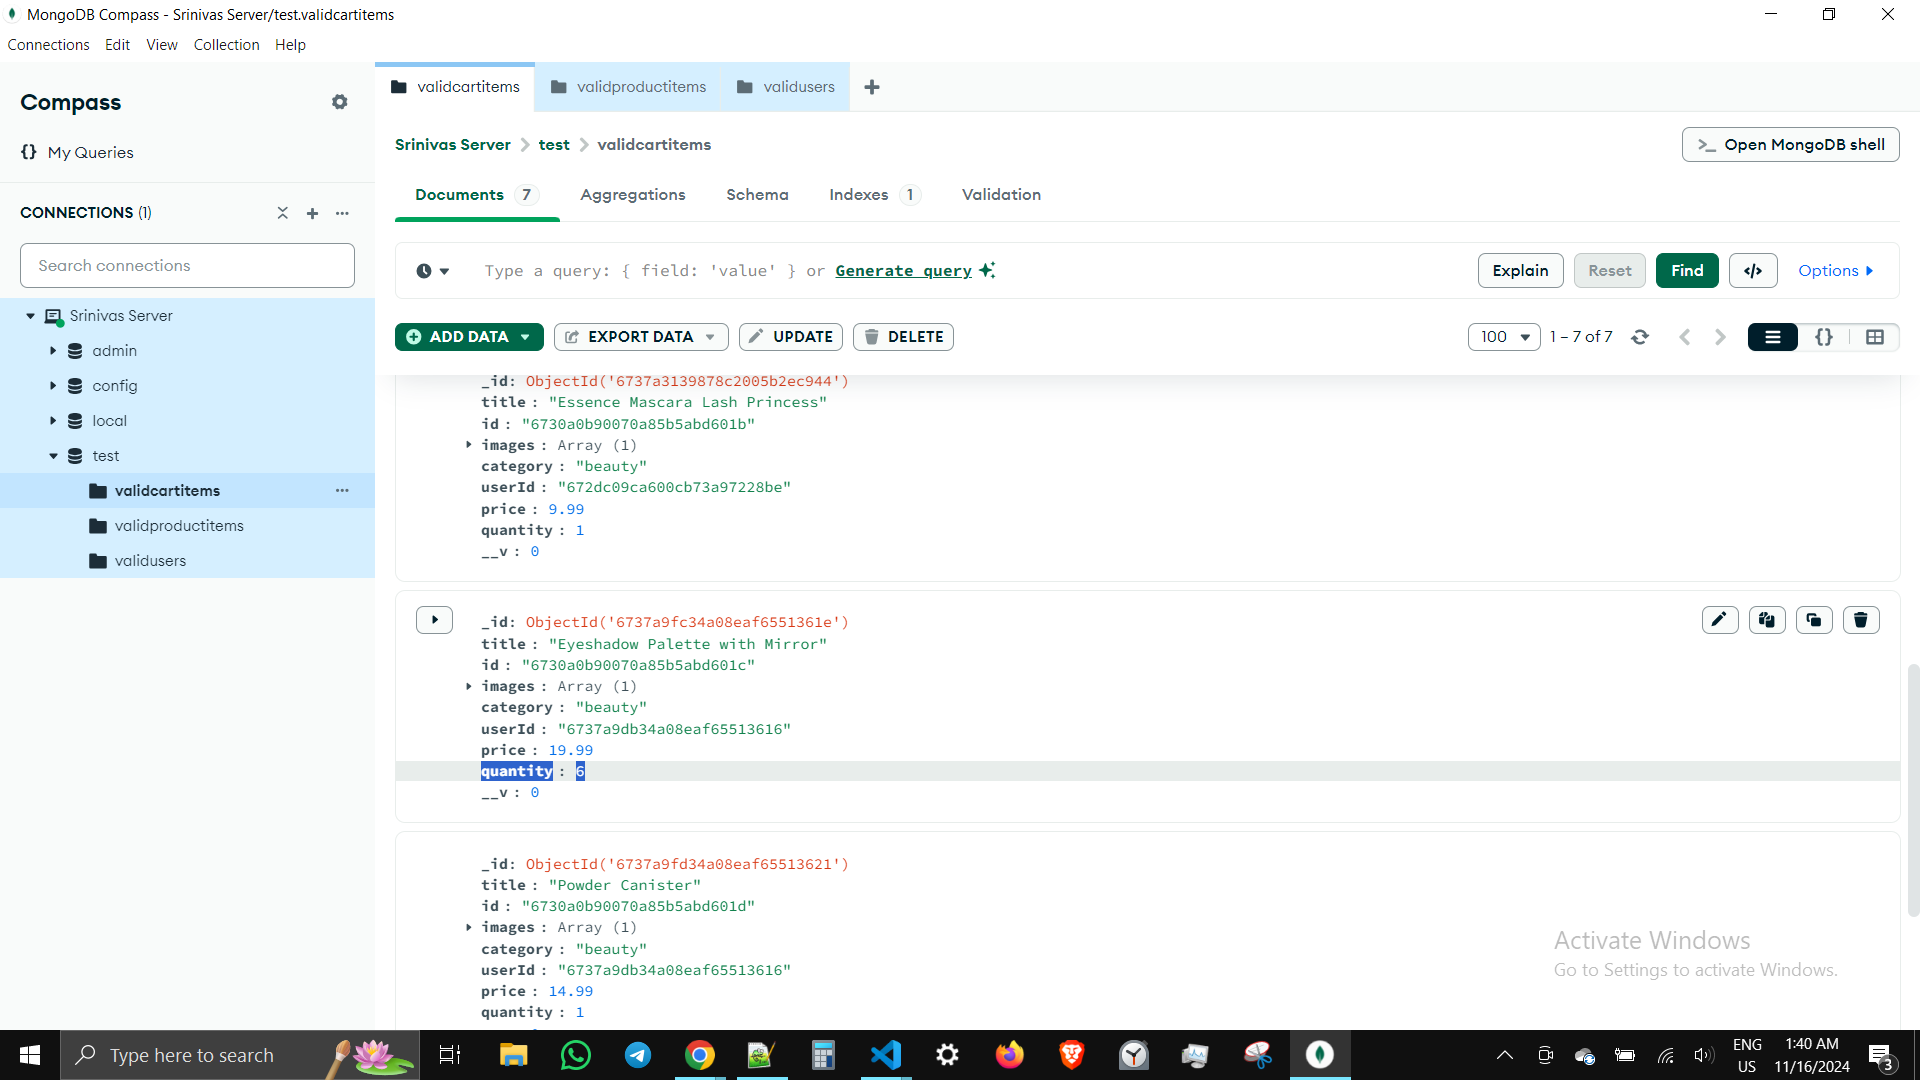 MongoDB Compass - Srinivas Server/test.validcartitems
Connections Edit View Collection Help
Compass
{} My Queries
CONNECTIONS (1)
Search connections
Srinivas Server
admin
config
local
test
validcartitems
validproductitems
validusers
validcartitems validproductitems validusers
Srinivas Server test validcartitems
>_ Open MongoDB shell
Documents 7 Aggregations Schema Indexes 1 Validation
Type a query: { field: 'value' } or Generate query
Explain Reset Find </> Options
ADD DATA EXPORT DATA UPDATE DELETE
100 1 – 7 of 7 {}
_id: ObjectId('6737a3139878c2005b2ec944')
title : "Essence Mascara Lash Princess"
id : "6730a0b90070a85b5abd601b"
images : Array (1)
category : "beauty"
userId : "672dc09ca600cb73a97228be"
price : 9.99
quantity : 1
__v : 0
_id: ObjectId('6737a9fc34a08eaf6551361e')
title : "Eyeshadow Palette with Mirror"
id : "6730a0b90070a85b5abd601c"
images : Array (1)
category : "beauty"
userId : "6737a9db34a08eaf65513616"
price : 19.99
quantity : 6
__v : 0
_id: ObjectId('6737a9fd34a08eaf65513621')
title : "Powder Canister"
id : "6730a0b90070a85b5abd601d"
images : Array (1)
category : "beauty"
userId : "6737a9db34a08eaf65513616"
price : 14.99
quantity : 1
Activate Windows
Go to Settings to activate Windows.
Type here to search
ENG
US
1:40 AM
11/16/2024
3